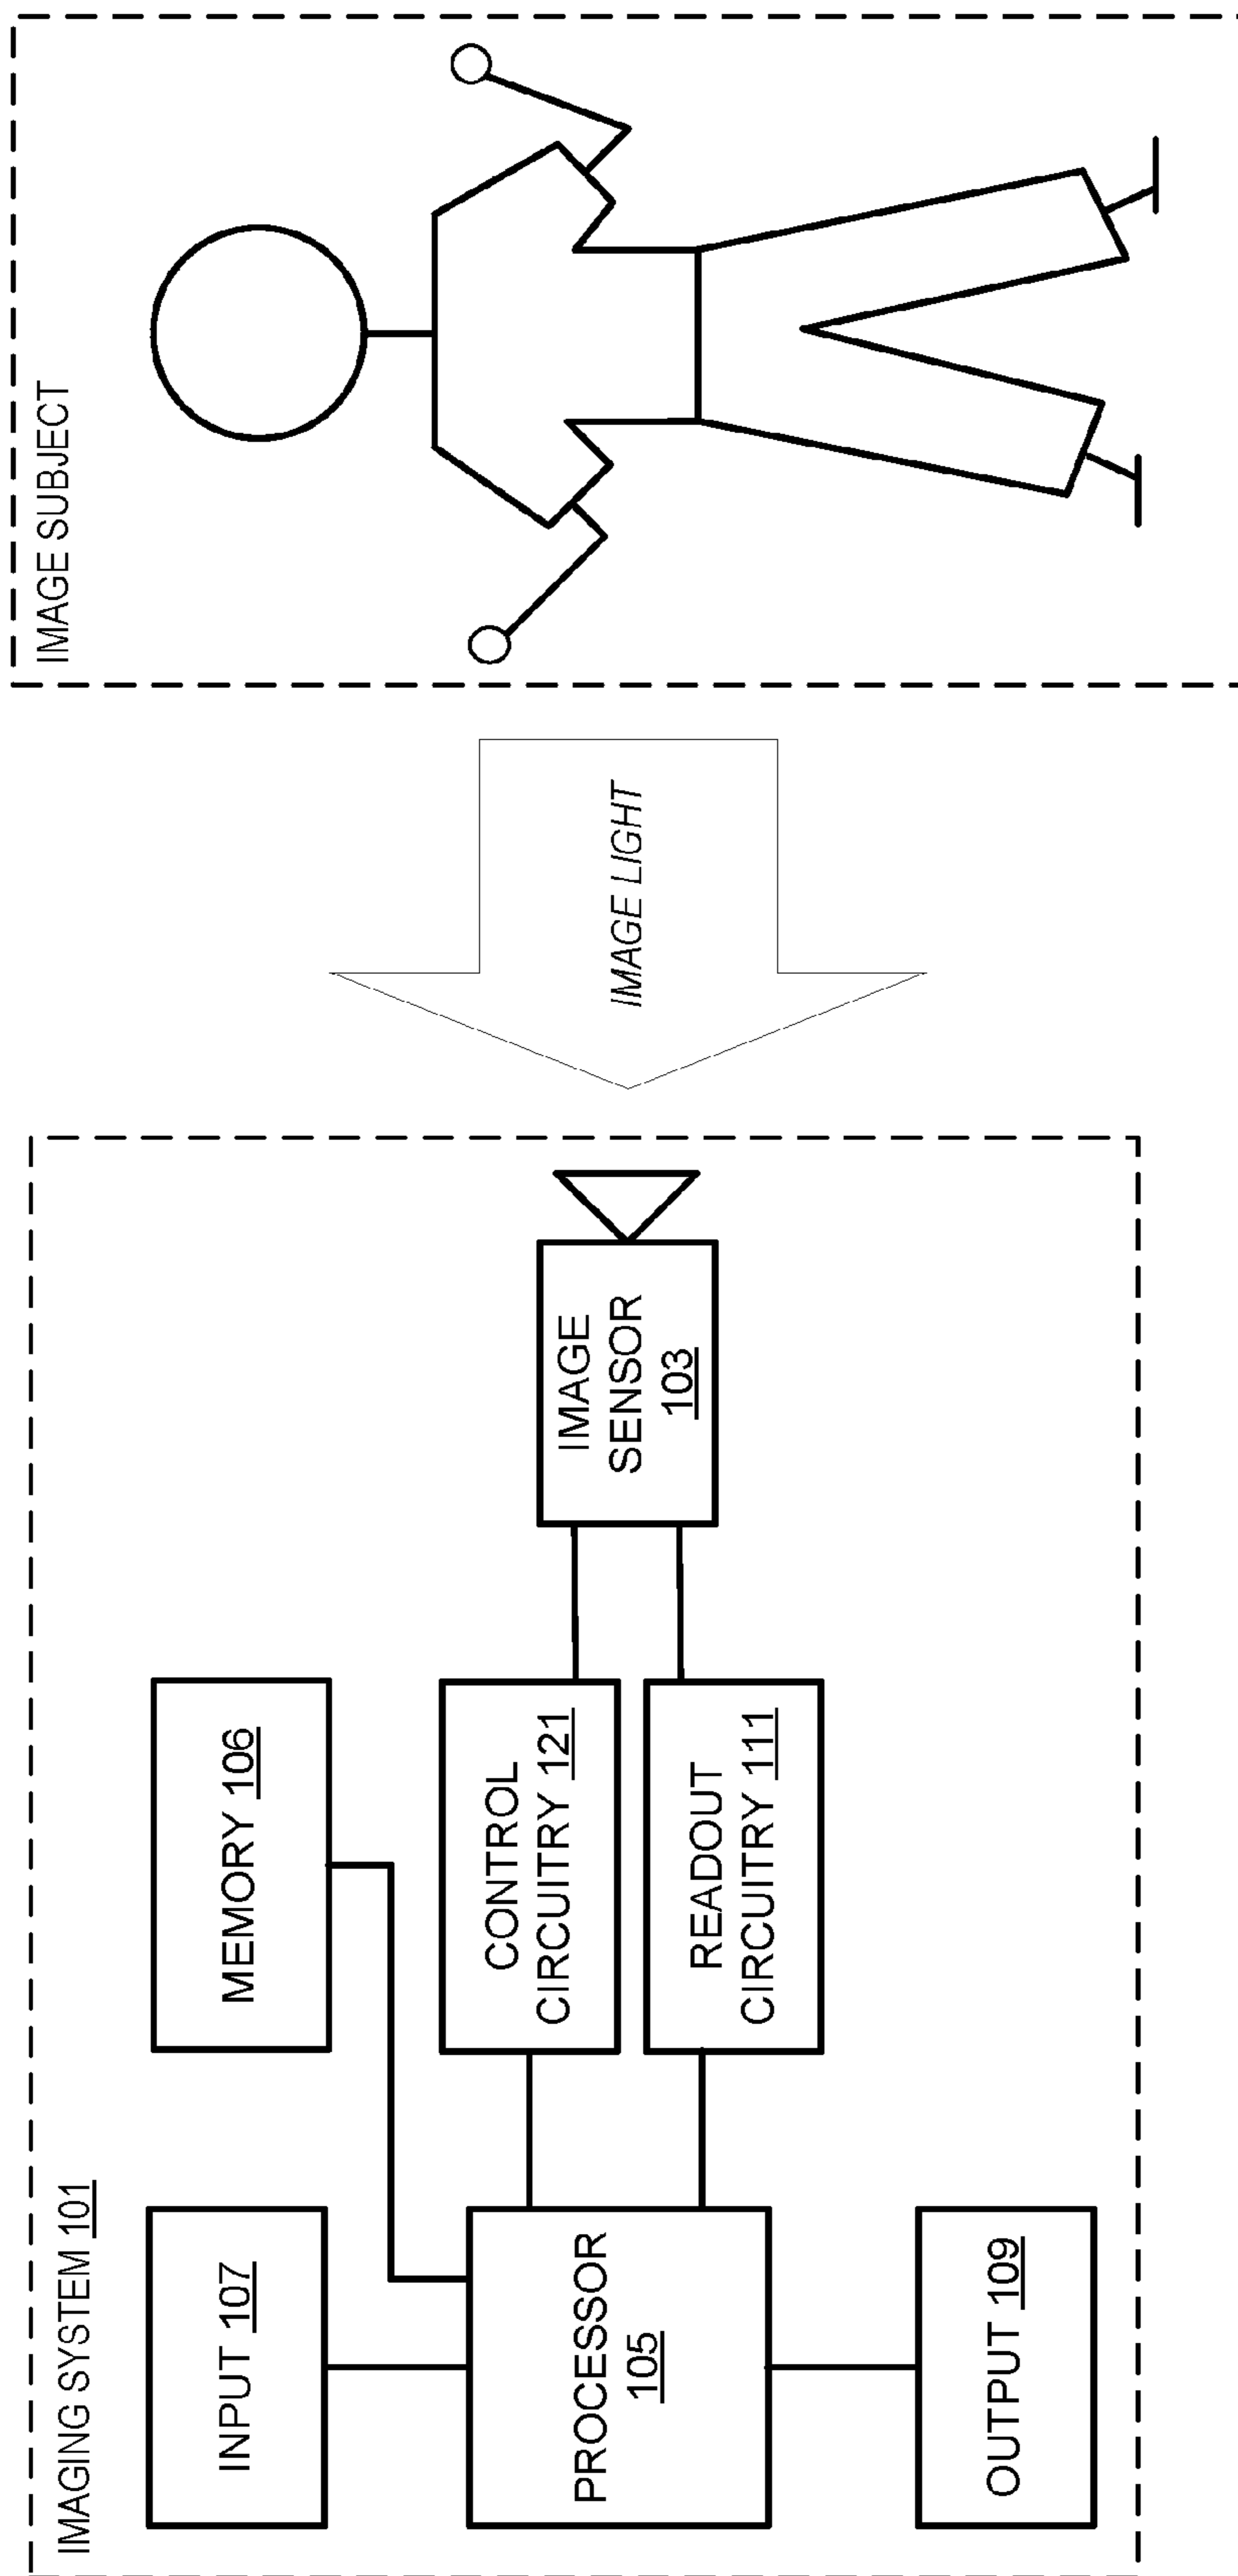 IMAGING SYSTEM 101
INPUT 107
MEMORY 106
PROCESSOR
105
CONTROL
CIRCUITRY 121
READOUT
CIRCUITRY 111
IMAGE
SENSOR
103
OUTPUT 109
IMAGE LIGHT
IMAGE SUBJECT